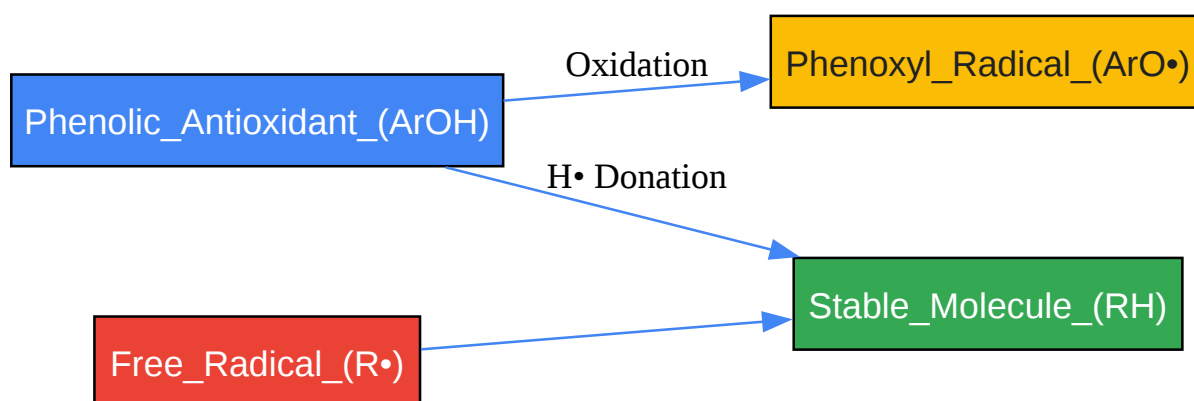 Oxidation
Phenoxyl_Radical_(ArO•)
Phenolic_Antioxidant_(ArOH)
H• Donation
Stable_Molecule_(RH)
Free_Radical_(R•)